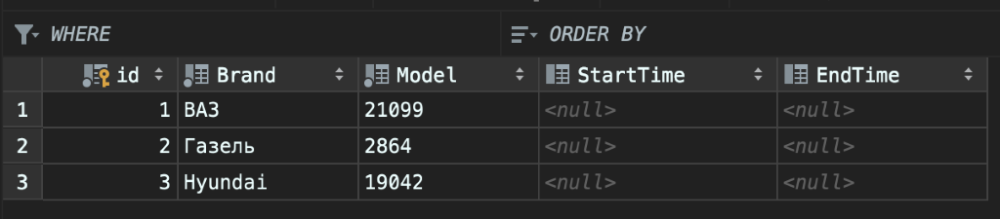 WHERE ORDER BY
id Brand Model StartTime EndTime
1 1 ВАЗ 21099 <null> <null>
2 2 Газель 2864 <null> <null>
3 3 Hyundai 19042 <null> <null>